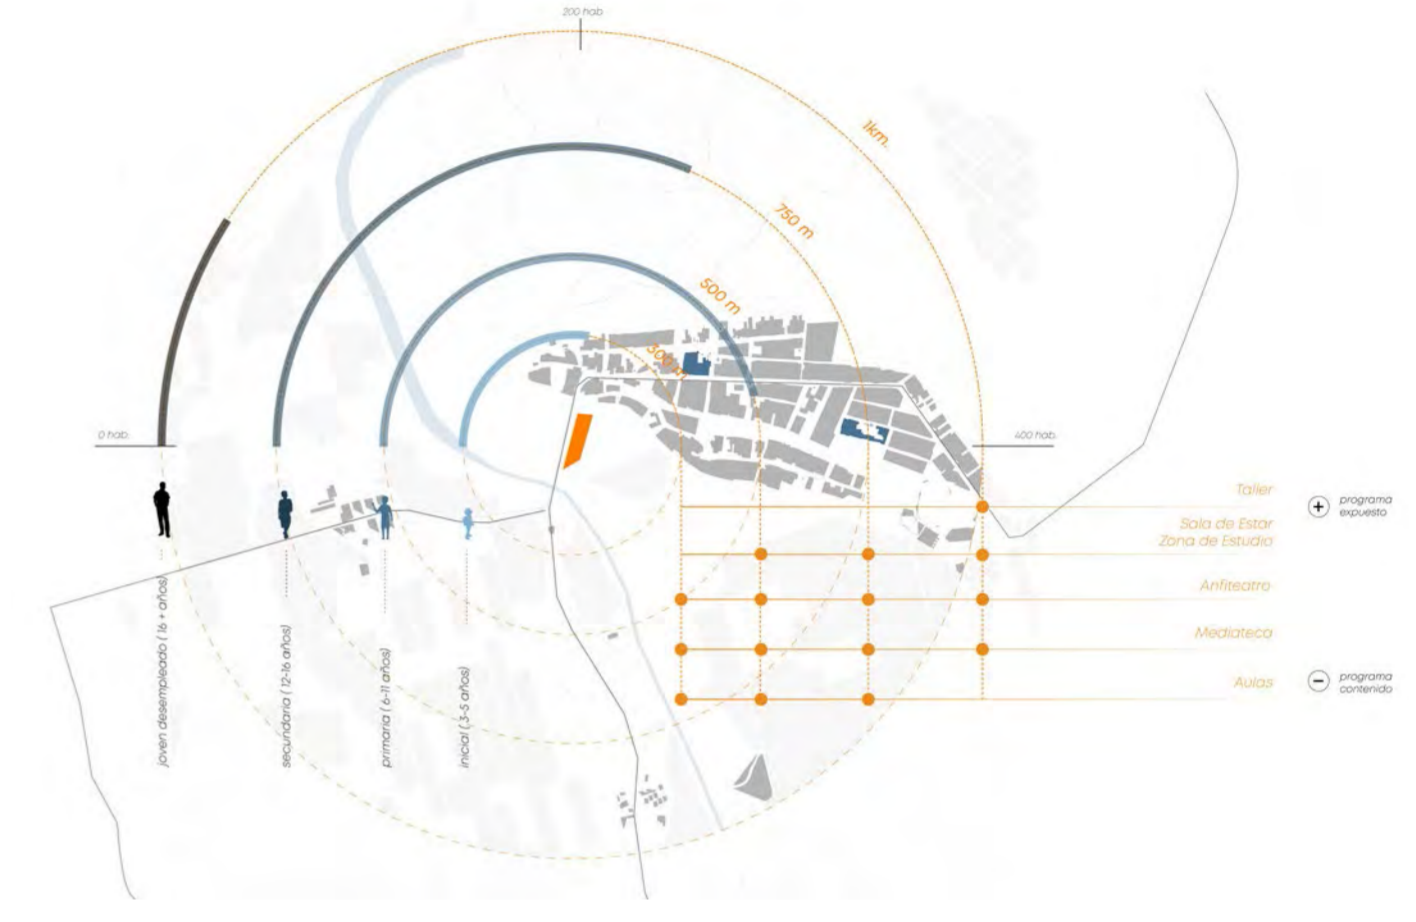 200 hab
1km.
750 m
500 m
300 m.
0 hab.
400 hab.
Taller
+ programa
expuesto
Sala de Estar
Zona de Estudio
Anfiteatro
Mediateca
Aulas
− programa
contenido
joven desempleado ( 16 + años)
secundaria ( 12-16 años)
primaria ( 6-11 años)
inicial ( 3-5 años)